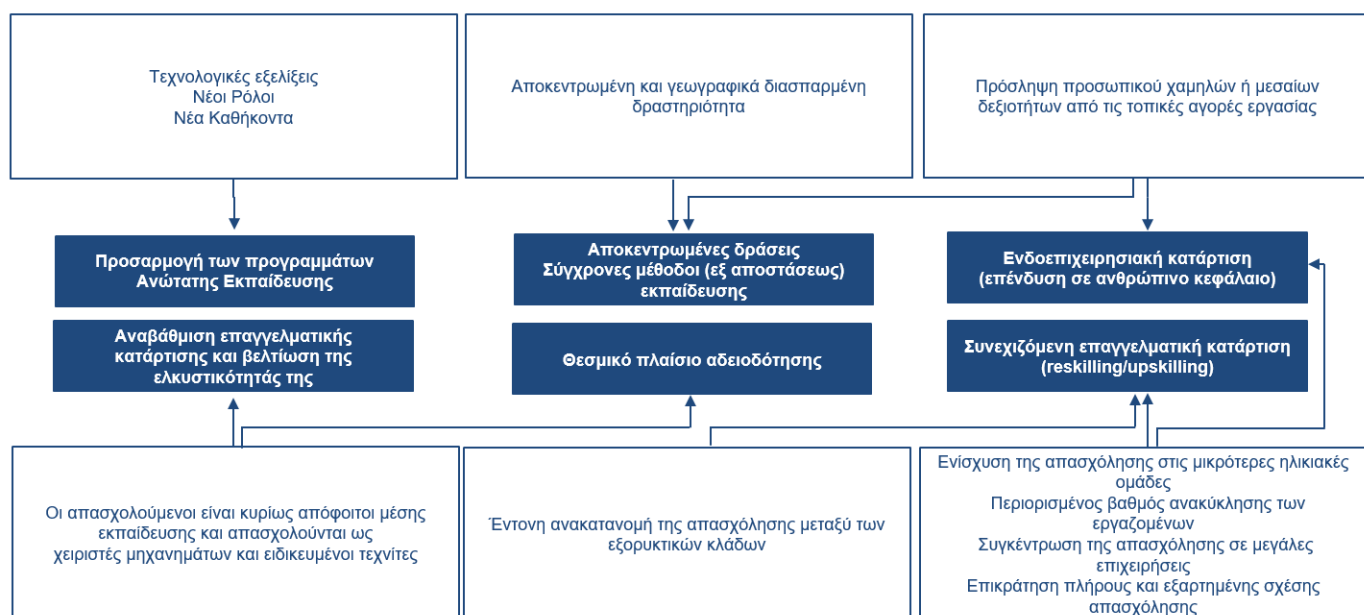 Τεχνολογικές εξελίξεις
Νέοι Ρόλοι
Νέα Καθήκοντα
Αποκεντρωμένη και γεωγραφικά διασπαρμένη
δραστηριότητα
Πρόσληψη προσωπικού χαμηλών ή μεσαίων
δεξιοτήτων από τις τοπικές αγορές εργασίας
Προσαρμογή των προγραμμάτων
Ανώτατης Εκπαίδευσης
Αποκεντρωμένες δράσεις
Σύγχρονες μέθοδοι (εξ αποστάσεως)
εκπαίδευσης
Ενδοεπιχειρησιακή κατάρτιση
(επένδυση σε ανθρώπινο κεφάλαιο)
Αναβάθμιση επαγγελματικής
κατάρτισης και βελτίωση της
ελκυστικότητάς της
Θεσμικό πλαίσιο αδειοδότησης
Συνεχιζόμενη επαγγελματική κατάρτιση
(reskilling/upskilling)
Οι απασχολούμενοι είναι κυρίως απόφοιτοι μέσης
εκπαίδευσης και απασχολούνται ως
χειριστές μηχανημάτων και ειδικευμένοι τεχνίτες
Έντονη ανακατανομή της απασχόλησης μεταξύ των
εξορυκτικών κλάδων
Ενίσχυση της απασχόλησης στις μικρότερες ηλικιακές
ομάδες
Περιορισμένος βαθμός ανακύκλησης των
εργαζομένων
Συγκέντρωση της απασχόλησης σε μεγάλες
επιχειρήσεις
Επικράτηση πλήρους και εξαρτημένης σχέσης
απασχόλησης